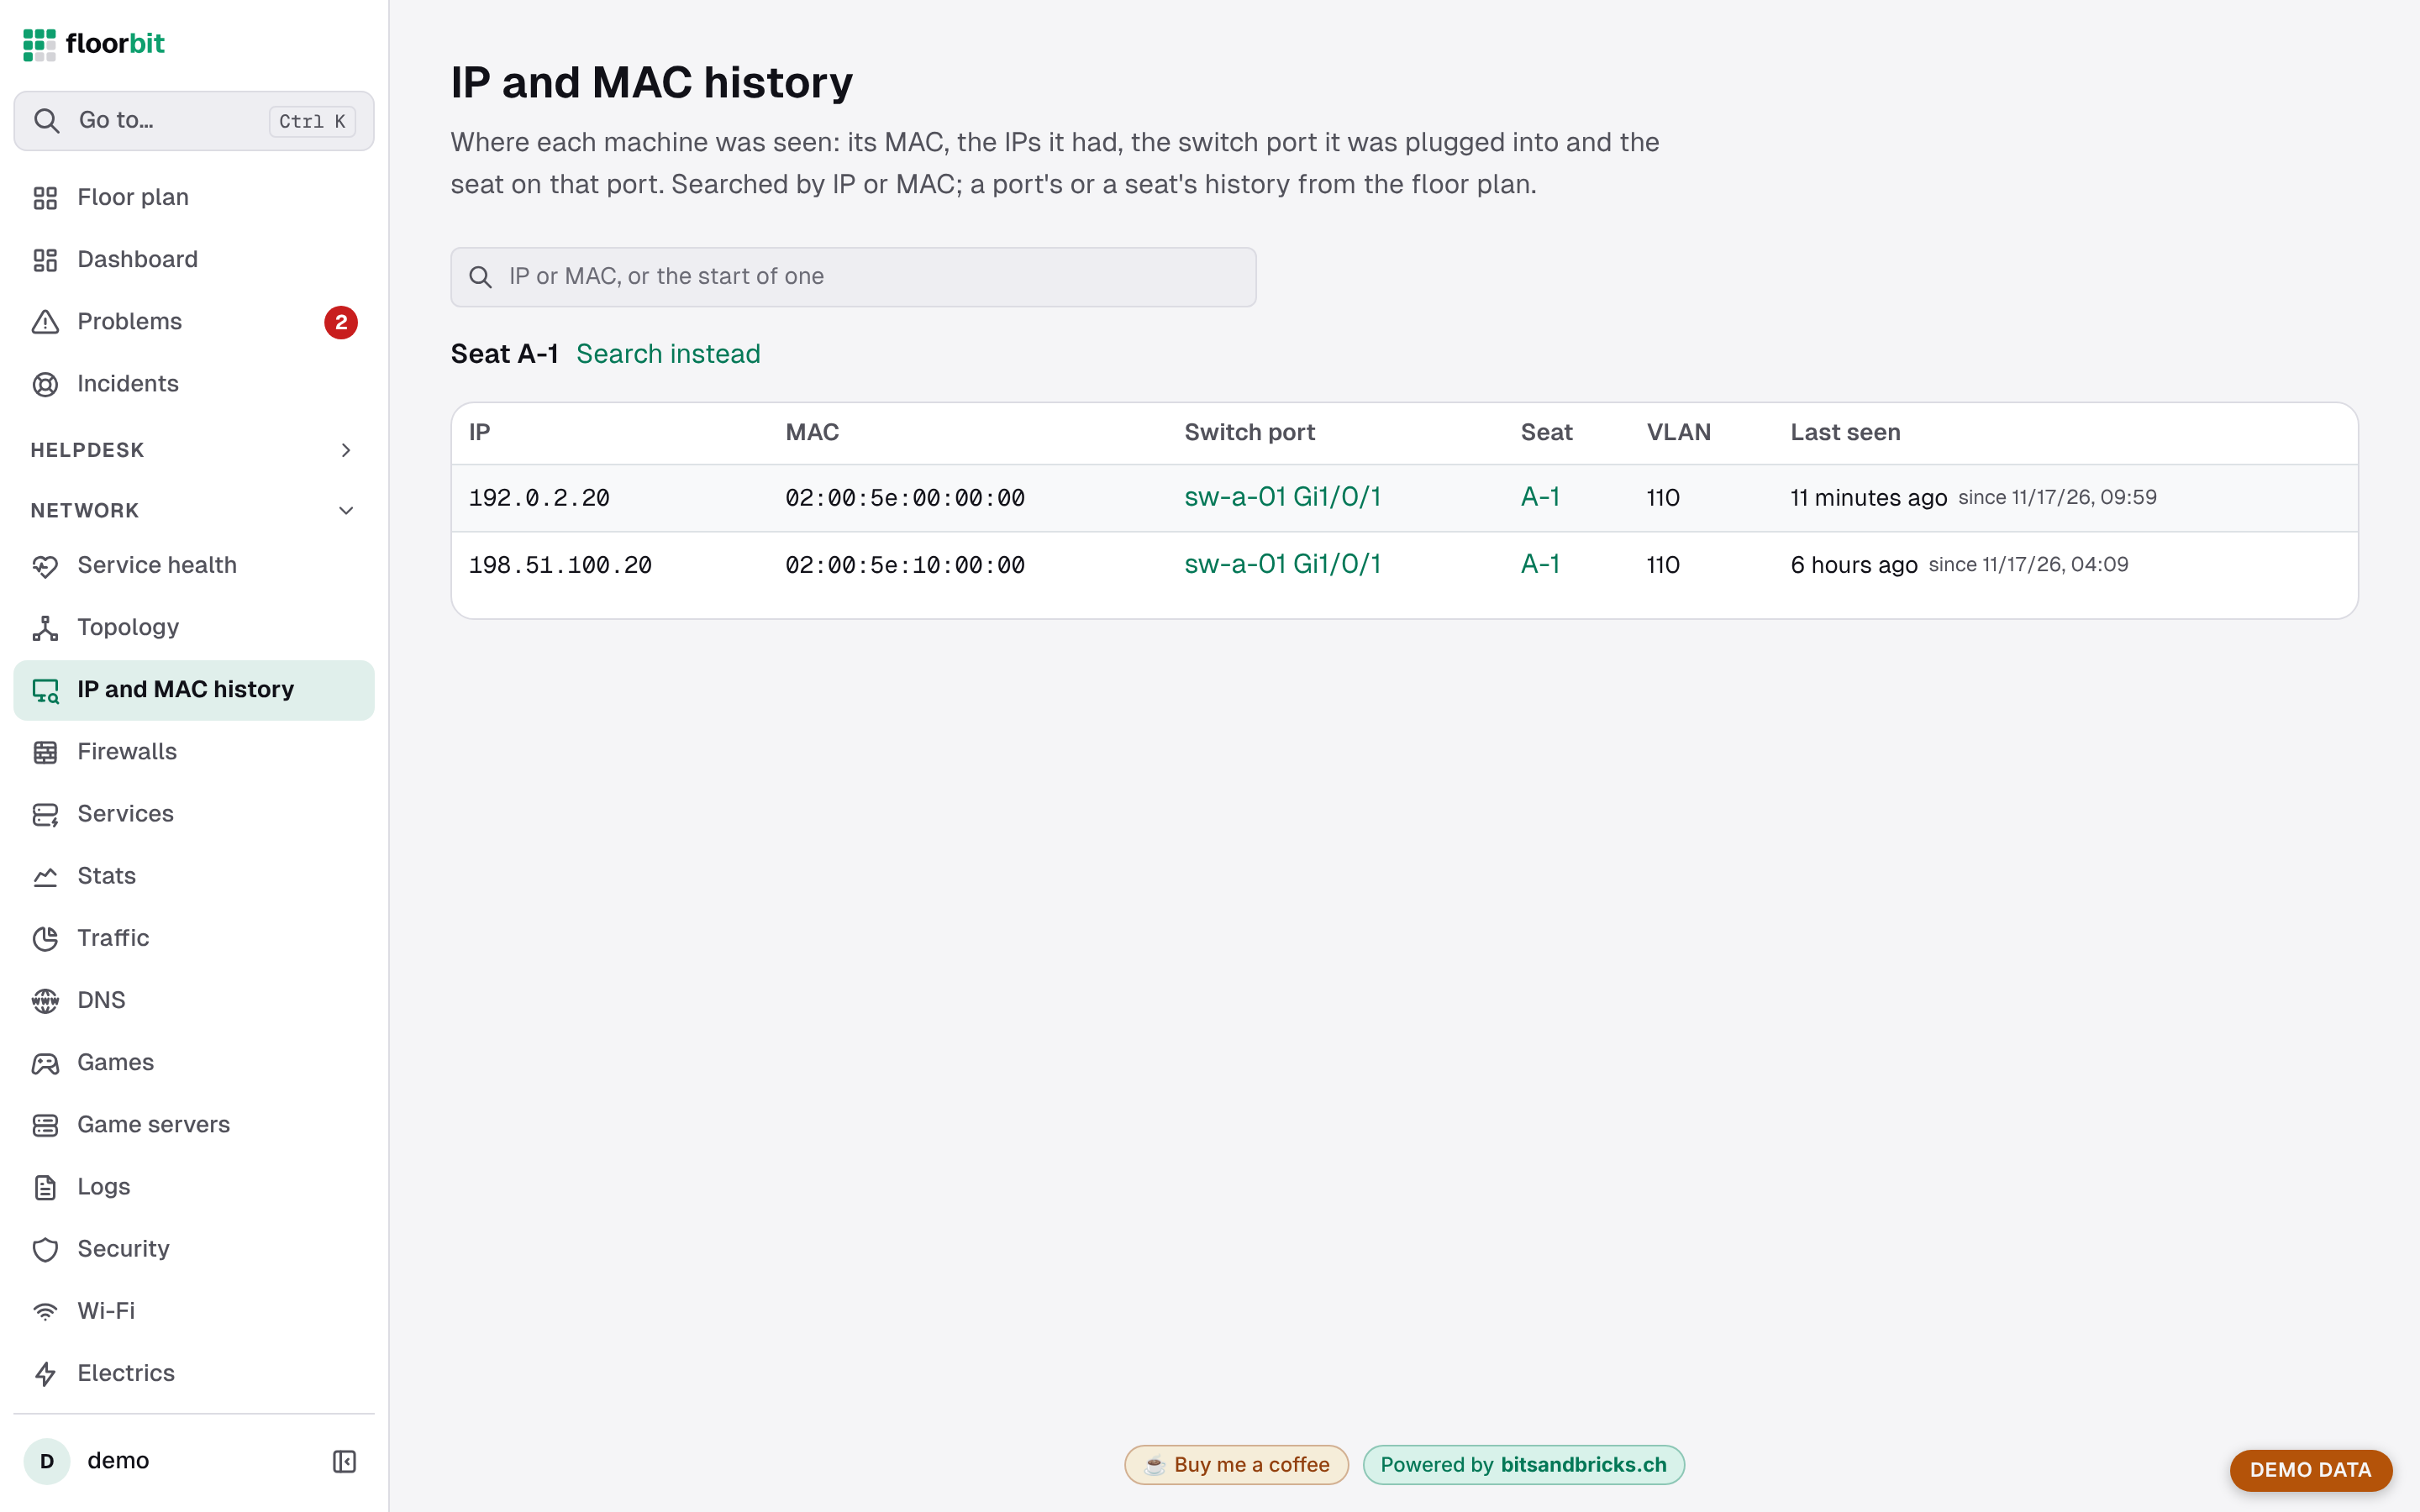 floorbit
Go to...
Ctrl K
Floor plan
Dashboard
Problems
2
Incidents
HELPDESK
NETWORK
Service health
Topology
IP and MAC history
Firewalls
Services
Stats
Traffic
DNS
Games
Game servers
Logs
Security
Wi-Fi
Electrics
D
demo
IP and MAC history
Where each machine was seen: its MAC, the IPs it had, the switch port it was plugged into and the
seat on that port. Searched by IP or MAC; a port's or a seat's history from the floor plan.
IP or MAC, or the start of one
Seat A-1 Search instead
IP MAC Switch port Seat VLAN Last seen
192.0.2.20 02:00:5e:00:00:00 sw-a-01 Gi1/0/1 A-1 110 11 minutes ago since 11/17/26, 09:59
198.51.100.20 02:00:5e:10:00:00 sw-a-01 Gi1/0/1 A-1 110 6 hours ago since 11/17/26, 04:09
Buy me a coffee
Powered by bitsandbricks.ch
DEMO DATA